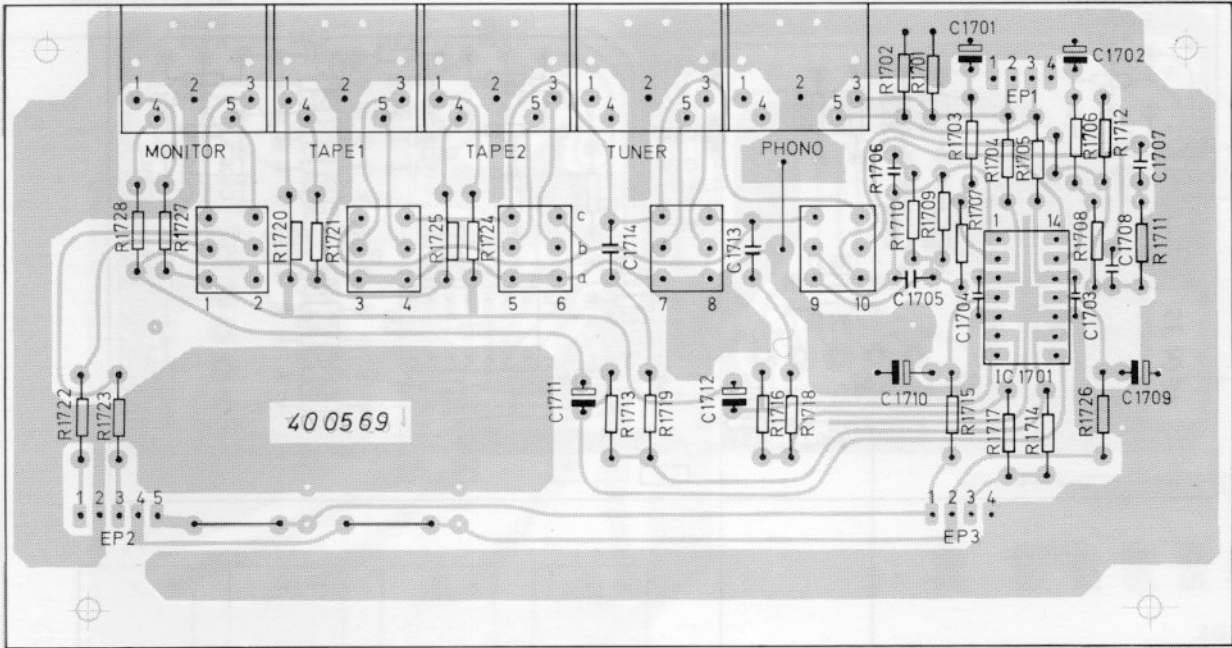 C1701
C1702
R1702
R1701
1 2 3 4
EP1
1 2 3 4 5
1 2 3 4 5
1 2 3 4 5
1 2 3 4 5
1 2 3 4 5
MONITOR
TAPE1
TAPE2
TUNER
PHONO
R1703
R1704
R1705
R1706
R1712
C1707
R1706
R1710
R1709
R1707
R1728
R1727
R1720
R1721
R1725
R1724
c
b
a
C1714
C1713
1 14
R1708
C1708
R1711
1 2
3 4
5 6
7 8
9 10
C1705
C1704
C1703
IC1701
R1722
R1723
400569
C1711
R1713
R1719
C1712
R1716
R1718
C1710
R1715
R1717
R1714
R1726
C1709
1 2 3 4 5
EP2
1 2 3 4
EP3